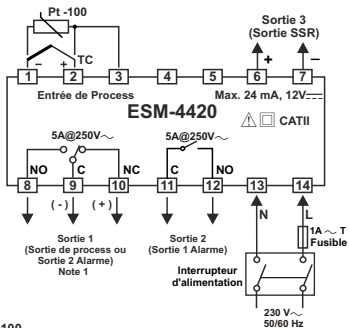 Pt -100
Sortie 3
(Sortie SSR)
TC
– +
+ –
1 2 3 4 5 6 7
Entrée de Process
Max. 24 mA, 12V⎓
ESM-4420
CATII
5A@250V～
5A@250V～
NO C NC C NO
8 9 10 11 12 13 14
( - ) ( + )
N L
1A ～ T
Fusible
Sortie 1
(Sortie de process ou
Sortie 2 Alarme)
Note 1
Sortie 2
(Sortie 1 Alarme)
Interrupteur
d'alimentation
230 V～
50/60 Hz